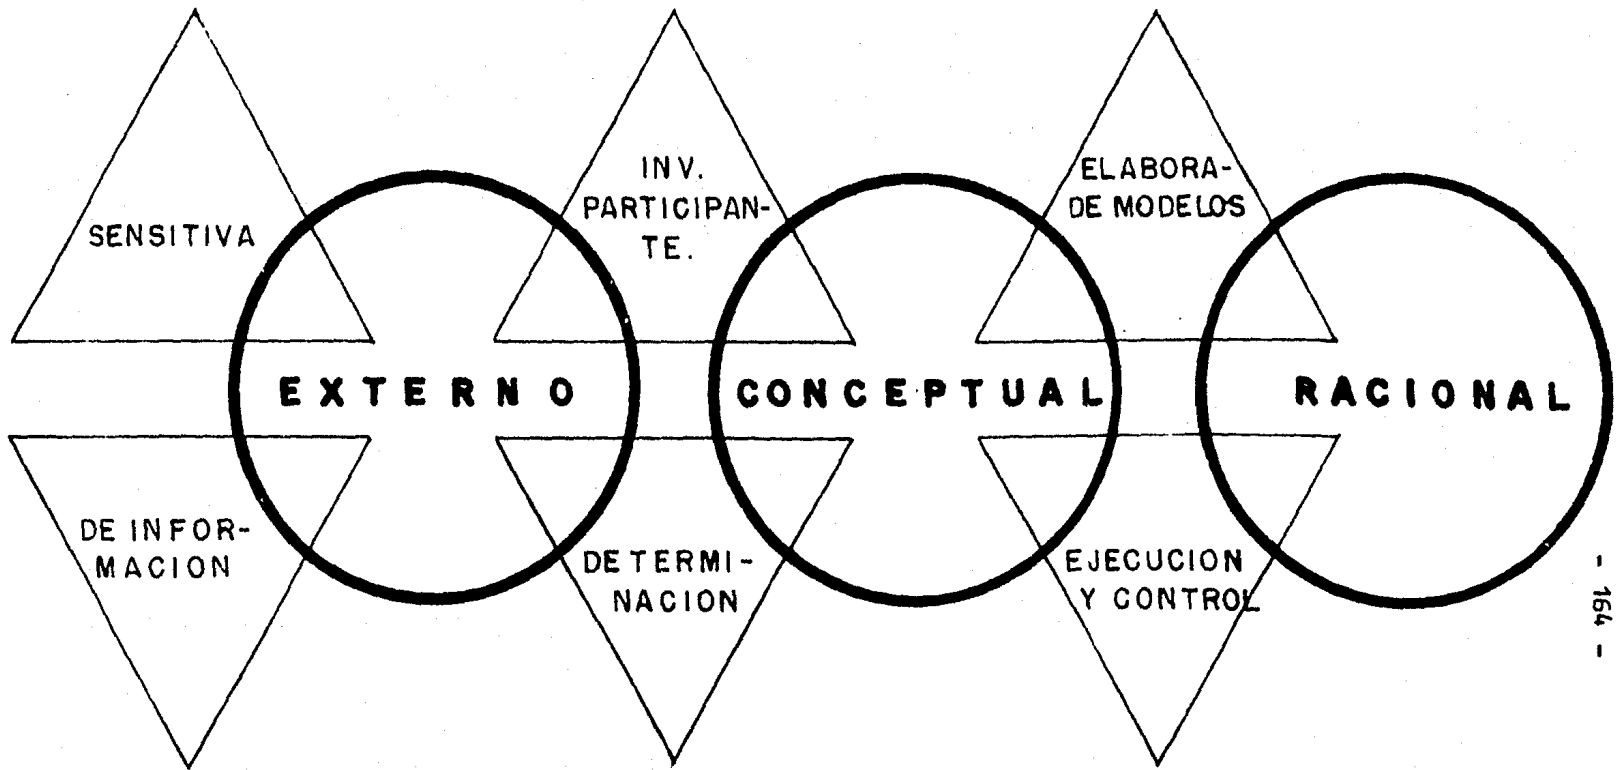 SENSITIVA
INV.
PARTICIPAN-
TE.
ELABORA-
DE MODELOS
EXTERNO
CONCEPTUAL
RACIONAL
DE INFOR-
MACION
DETERMI-
NACION
EJECUCION
Y CONTROL
- 164 -